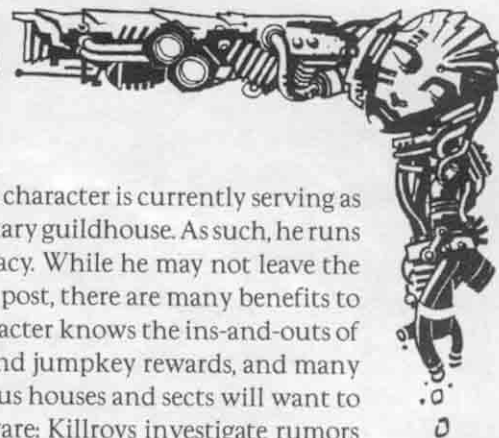 character is currently serving as
ary guildhouse. As such, he runs
acy. While he may not leave the
post, there are many benefits to
acter knows the ins-and-outs of
nd jumpkey rewards, and many
us houses and sects will want to
are: Killroys investigate rumors